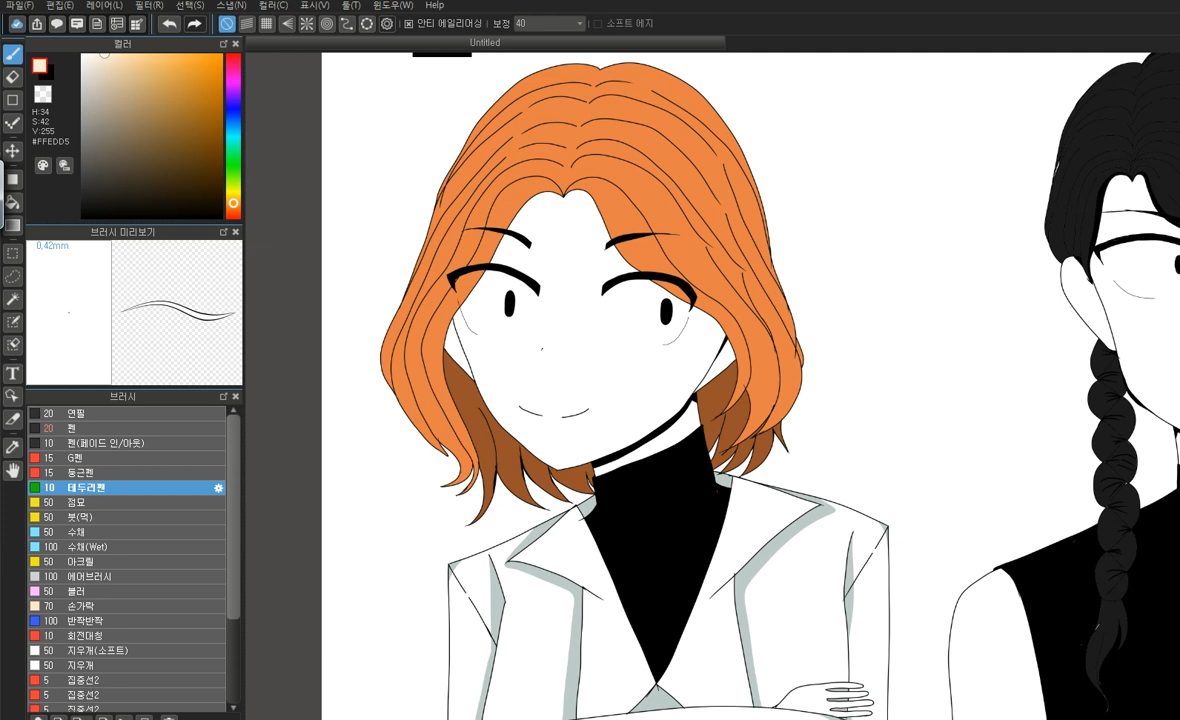 파일(F) 편집(E) 레이어(L) 필터(R) 선택(S) 스냅(N) 컬러(C) 표시(V) 툴(T) 윈도우(W) Help
안티 에일리어싱 보정 40 소프트 에지
컬러
Untitled
H:34
S:42
V:255
#FFEDD5
브러시 미리보기
0.42mm
T
브러시
20 연필
20 펜
10 펜(페이드 인/아웃)
15 G펜
15 둥근펜
10 테두리펜
50 점묘
50 붓(먹)
50 수채
100 수채(Wet)
50 아크릴
100 에어브러시
50 블러
70 손가락
100 반짝반짝
10 회전대칭
50 지우개(소프트)
50 지우개
5 집중선2
5 집중선2
5 집중선2